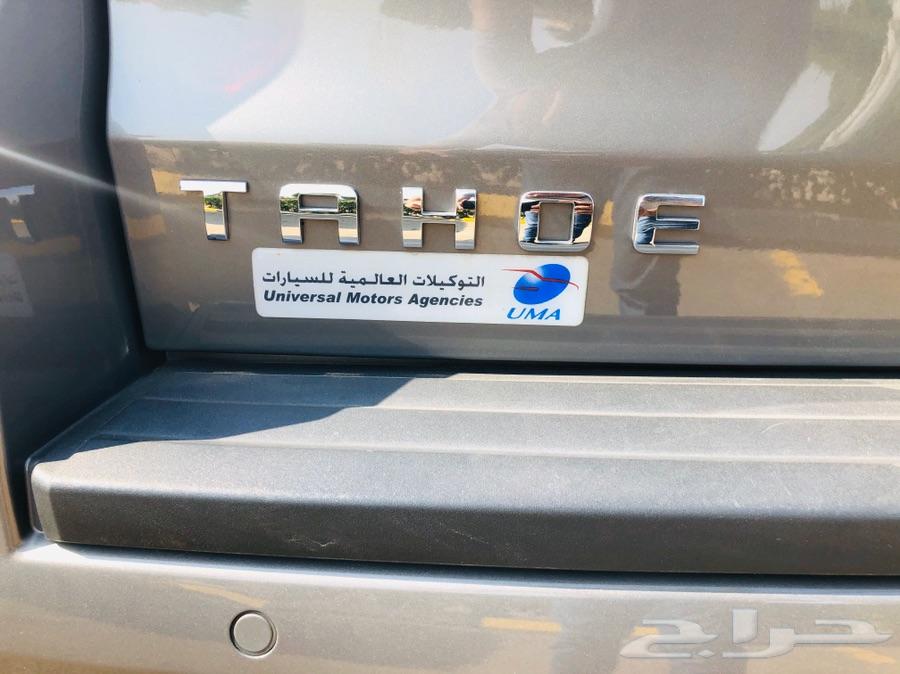 TAHOE
التوكيلات العالمية للسيارات
Universal Motors Agencies
UMA
حراج